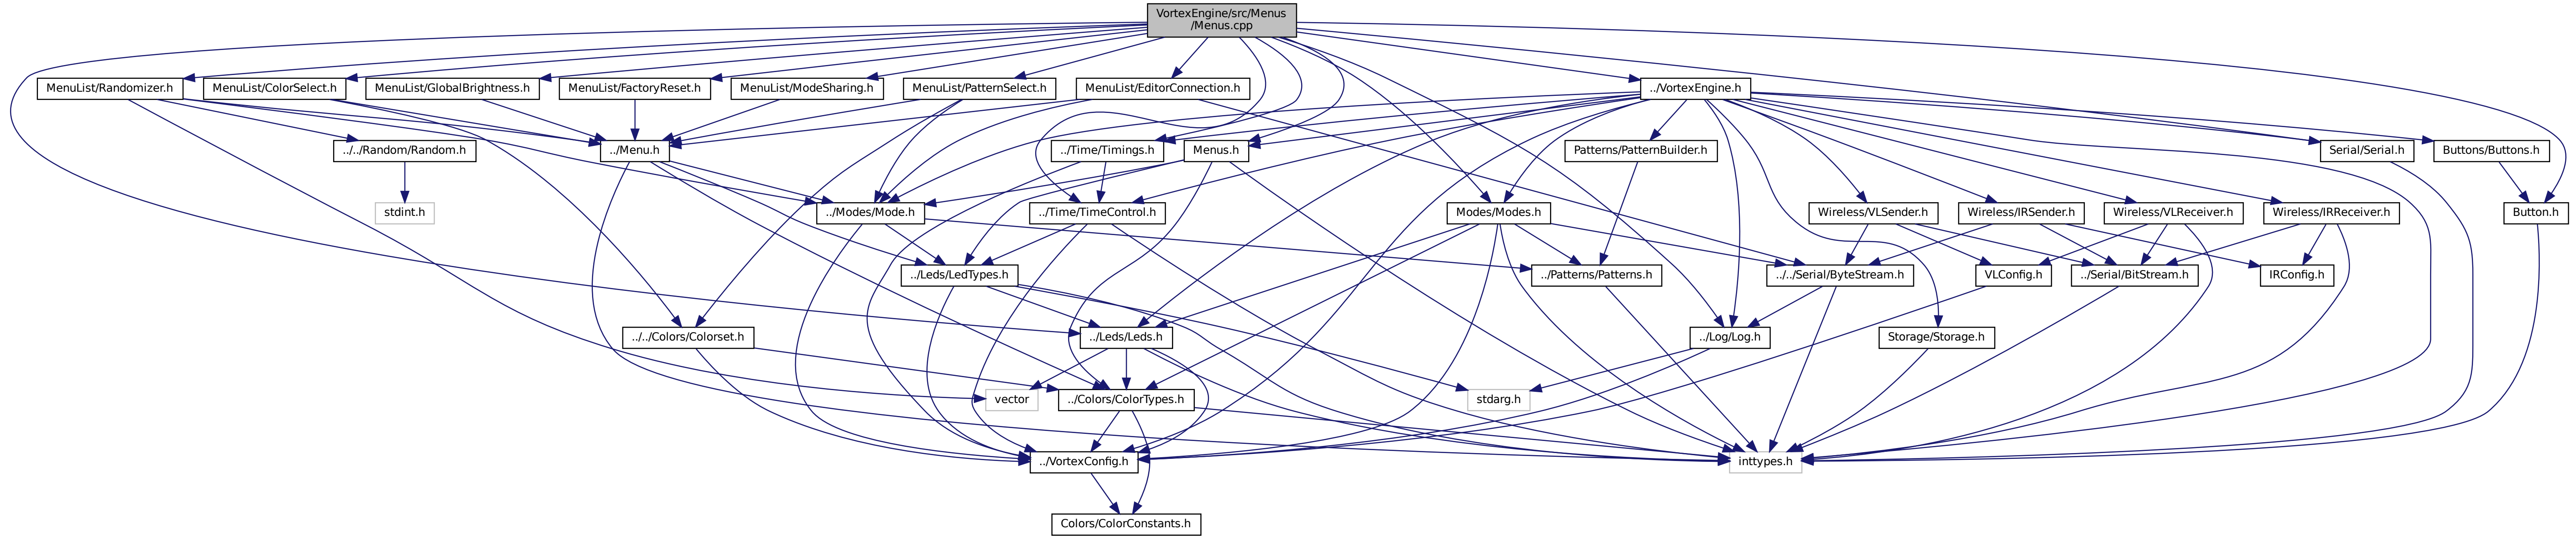 VortexEngine/src/Menus
/Menus.cpp
MenuList/Randomizer.h
MenuList/ColorSelect.h
MenuList/GlobalBrightness.h
MenuList/FactoryReset.h
MenuList/ModeSharing.h
MenuList/PatternSelect.h
MenuList/EditorConnection.h
../VortexEngine.h
../../Random/Random.h
../Menu.h
../Time/Timings.h
Menus.h
Patterns/PatternBuilder.h
Serial/Serial.h
Buttons/Buttons.h
stdint.h
../Modes/Mode.h
../Time/TimeControl.h
Modes/Modes.h
Wireless/VLSender.h
Wireless/IRSender.h
Wireless/VLReceiver.h
Wireless/IRReceiver.h
Button.h
../Leds/LedTypes.h
../Patterns/Patterns.h
../../Serial/ByteStream.h
VLConfig.h
../Serial/BitStream.h
IRConfig.h
../../Colors/Colorset.h
../Leds/Leds.h
../Log/Log.h
Storage/Storage.h
vector
../Colors/ColorTypes.h
stdarg.h
../VortexConfig.h
inttypes.h
Colors/ColorConstants.h